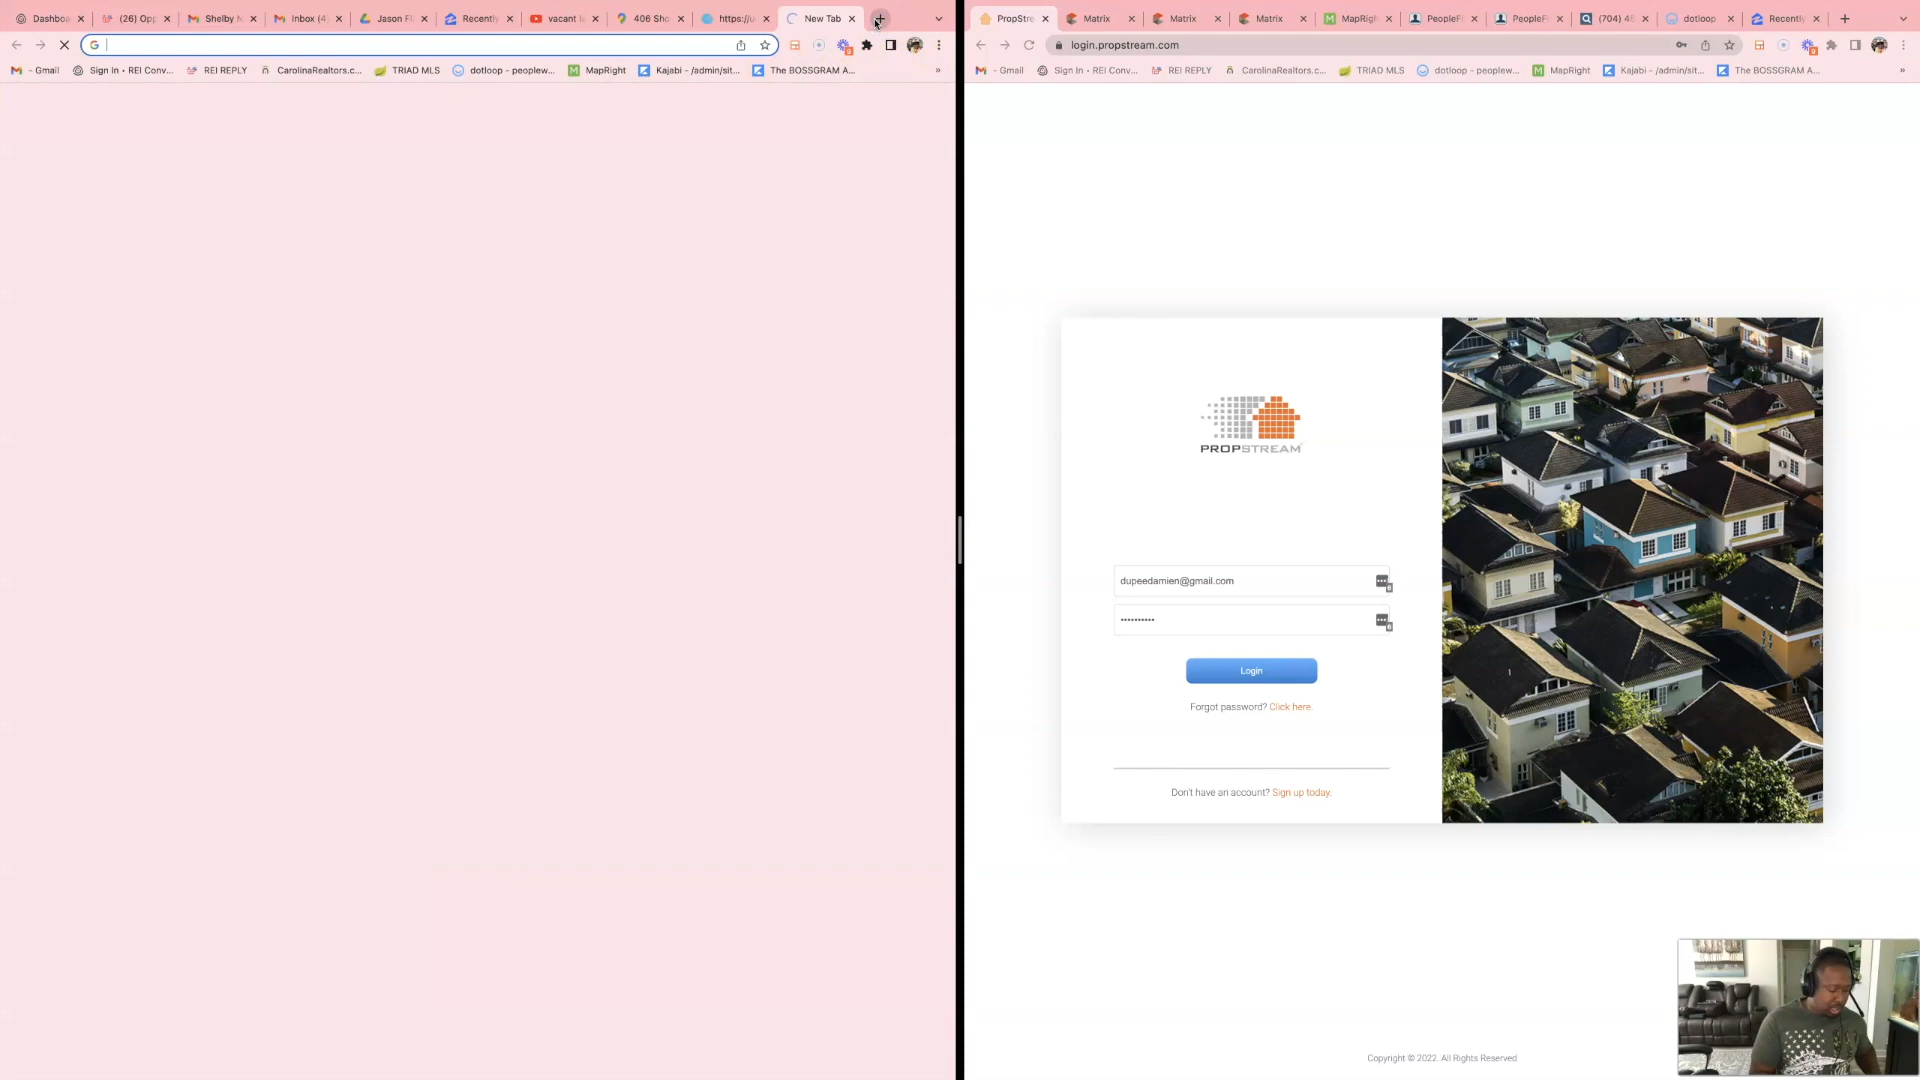 Dashboa
(26) Opp
Shelby N
Inbox (4
Jason Fl
Recently
vacant la
406 Sho
https://u
New Tab
- Gmail
Sign In • REI Conv...
REI REPLY
CarolinaRealtors.c...
TRIAD MLS
dotloop - peoplew...
MapRight
Kajabi - /admin/sit...
The BOSSGRAM A...
»
PropStre
Matrix
Matrix
Matrix
MapRigh
PeopleFi
PeopleFi
(704) 45
dotloop
Recently
login.propstream.com
- Gmail
Sign In • REI Conv...
REI REPLY
CarolinaRealtors.c...
TRIAD MLS
dotloop - peoplew...
MapRight
Kajabi - /admin/sit...
The BOSSGRAM A...
»
PROPSTREAM
dupeedamien@gmail.com
••••••••••
Login
Forgot password? Click here.
Don't have an account? Sign up today.
Copyright © 2022. All Rights Reserved